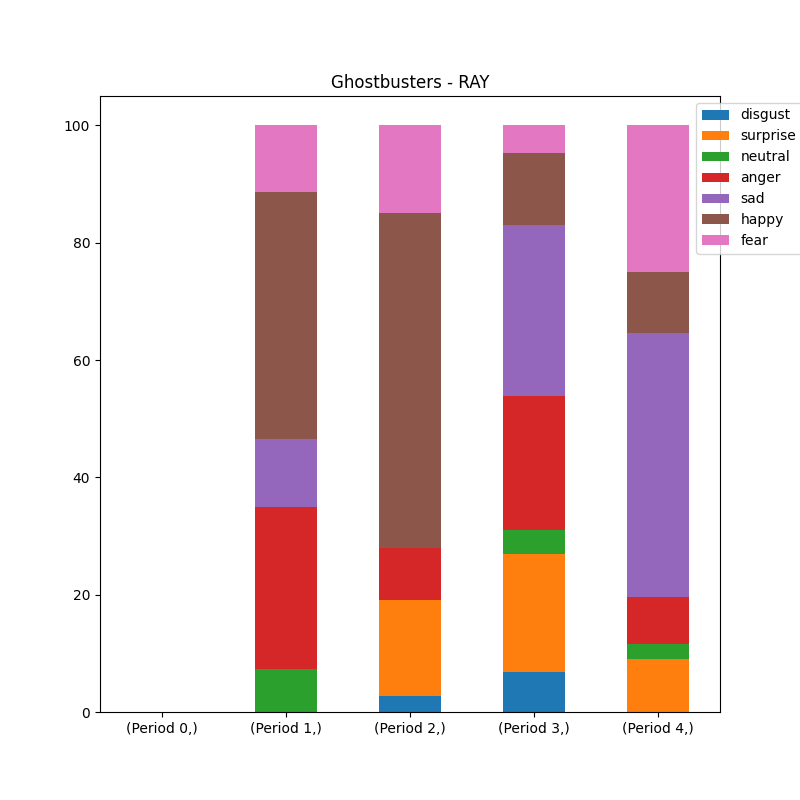 Ghostbusters - RAY
100
80
60
40
20
0
(Period 0,)
(Period 1,)
(Period 2,)
(Period 3,)
(Period 4,)
disgust
surprise
neutral
anger
sad
happy
fear